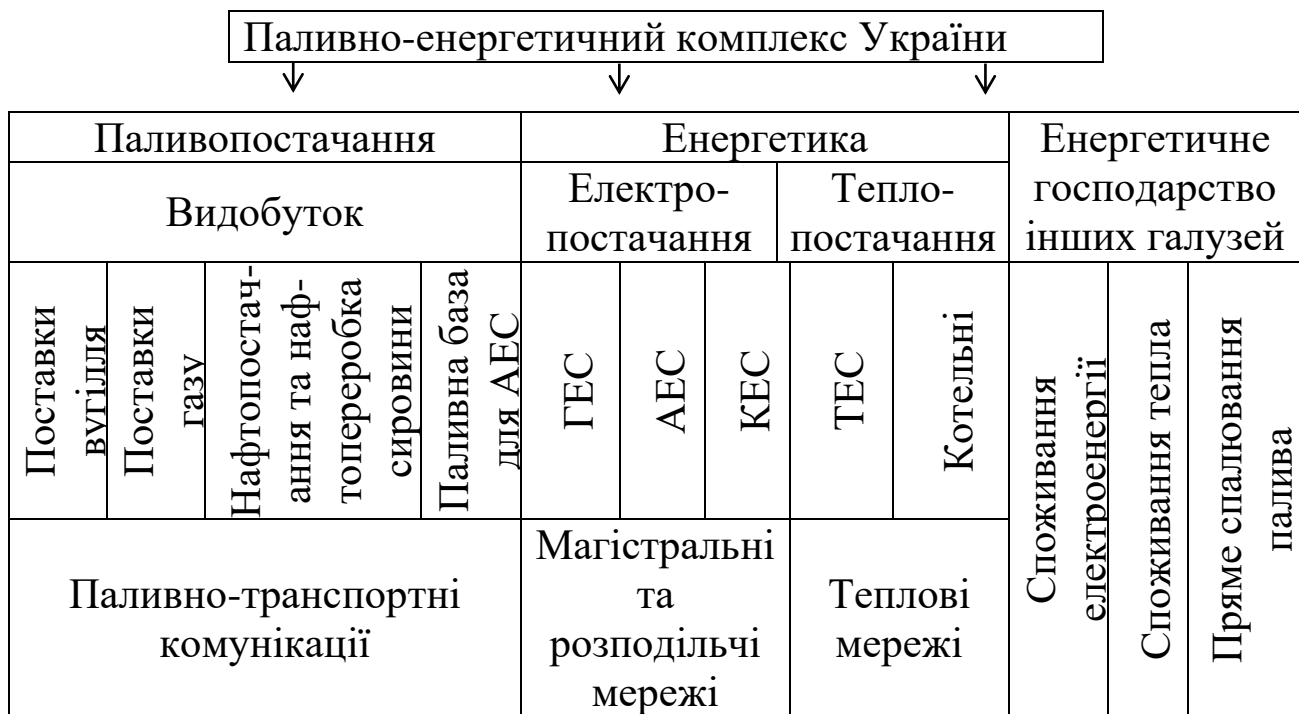 Паливно-енергетичний комплекс України
Паливопостачання
Енергетика
Енергетичне
господарство
інших галузей
Видобуток
Електро-
постачання
Тепло-
постачання
Поставки
вугілля
Поставки
газу
Нафтопостач-
ання та наф-
топереробка
сировини
Паливна база
для АЕС
ГЕС
АЕС
КЕС
ТЕС
Котельні
Споживання
електроенергії
Споживання тепла
Пряме спалювання
палива
Паливно-транспортні
комунікації
Магістральні
та
розподільчі
мережі
Теплові
мережі